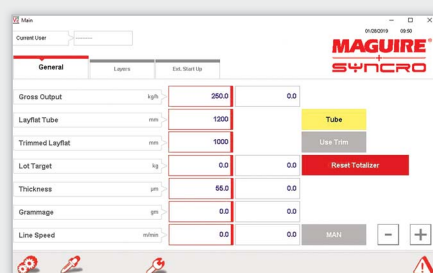 Main
01/28/2019 09:50
Current User --------
MAGUIRE®
+
SYNCRO
General Layers Ext. Start Up
Gross Output kg/h 250.0 0.0
Layflat Tube mm 1200 Tube
Trimmed Layflat mm 1000 Use Trim
Lot Target kg 0.0 0.0 Reset Totalizer
Thickness µm 55.0 0.0
Grammage gm 0.0 0.0
Line Speed m/min 0.0 0.0 MAN - +